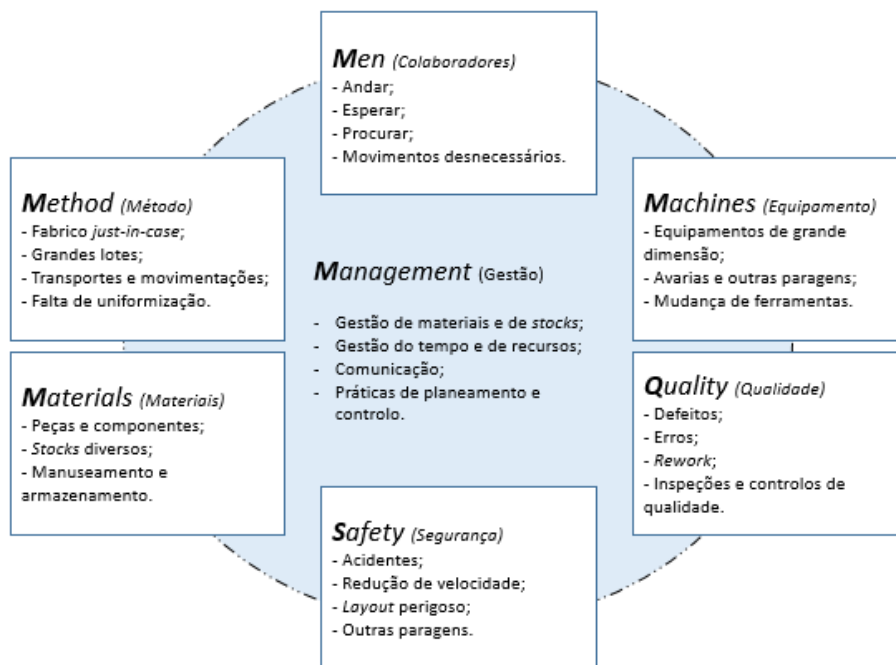 Men (Colaboradores)
- Andar;
- Esperar;
- Procurar;
- Movimentos desnecessários.
Method (Método)
- Fabrico just-in-case;
- Grandes lotes;
- Transportes e movimentações;
- Falta de uniformização.
Machines (Equipamento)
- Equipamentos de grande
dimensão;
- Avarias e outras paragens;
- Mudança de ferramentas.
Management (Gestão)
- Gestão de materiais e de stocks;
- Gestão do tempo e de recursos;
- Comunicação;
- Práticas de planeamento e
controlo.
Materials (Materiais)
- Peças e componentes;
- Stocks diversos;
- Manuseamento e
armazenamento.
Quality (Qualidade)
- Defeitos;
- Erros;
- Rework;
- Inspeções e controlos de
qualidade.
Safety (Segurança)
- Acidentes;
- Redução de velocidade;
- Layout perigoso;
- Outras paragens.